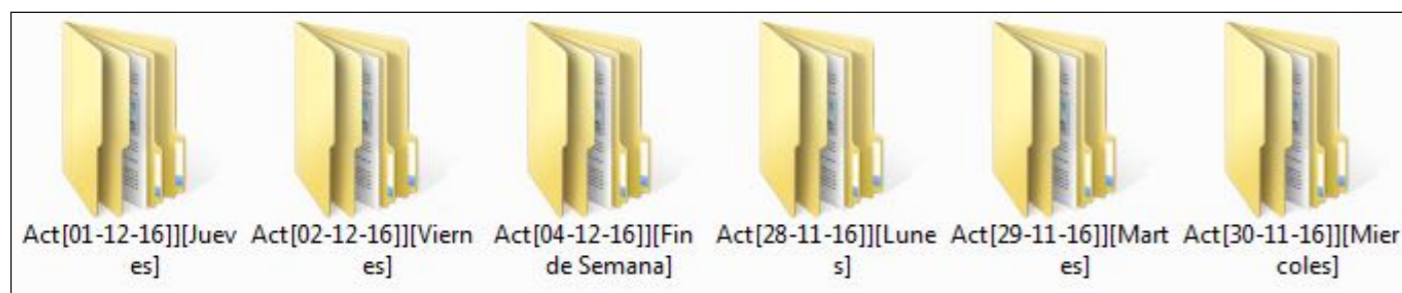 Act[01-12-16]][Juev
es]
Act[02-12-16]][Viern
es]
Act[04-12-16]][Fin
de Semana]
Act[28-11-16]][Lune
s]
Act[29-11-16]][Mart
es]
Act[30-11-16]][Mier
coles]